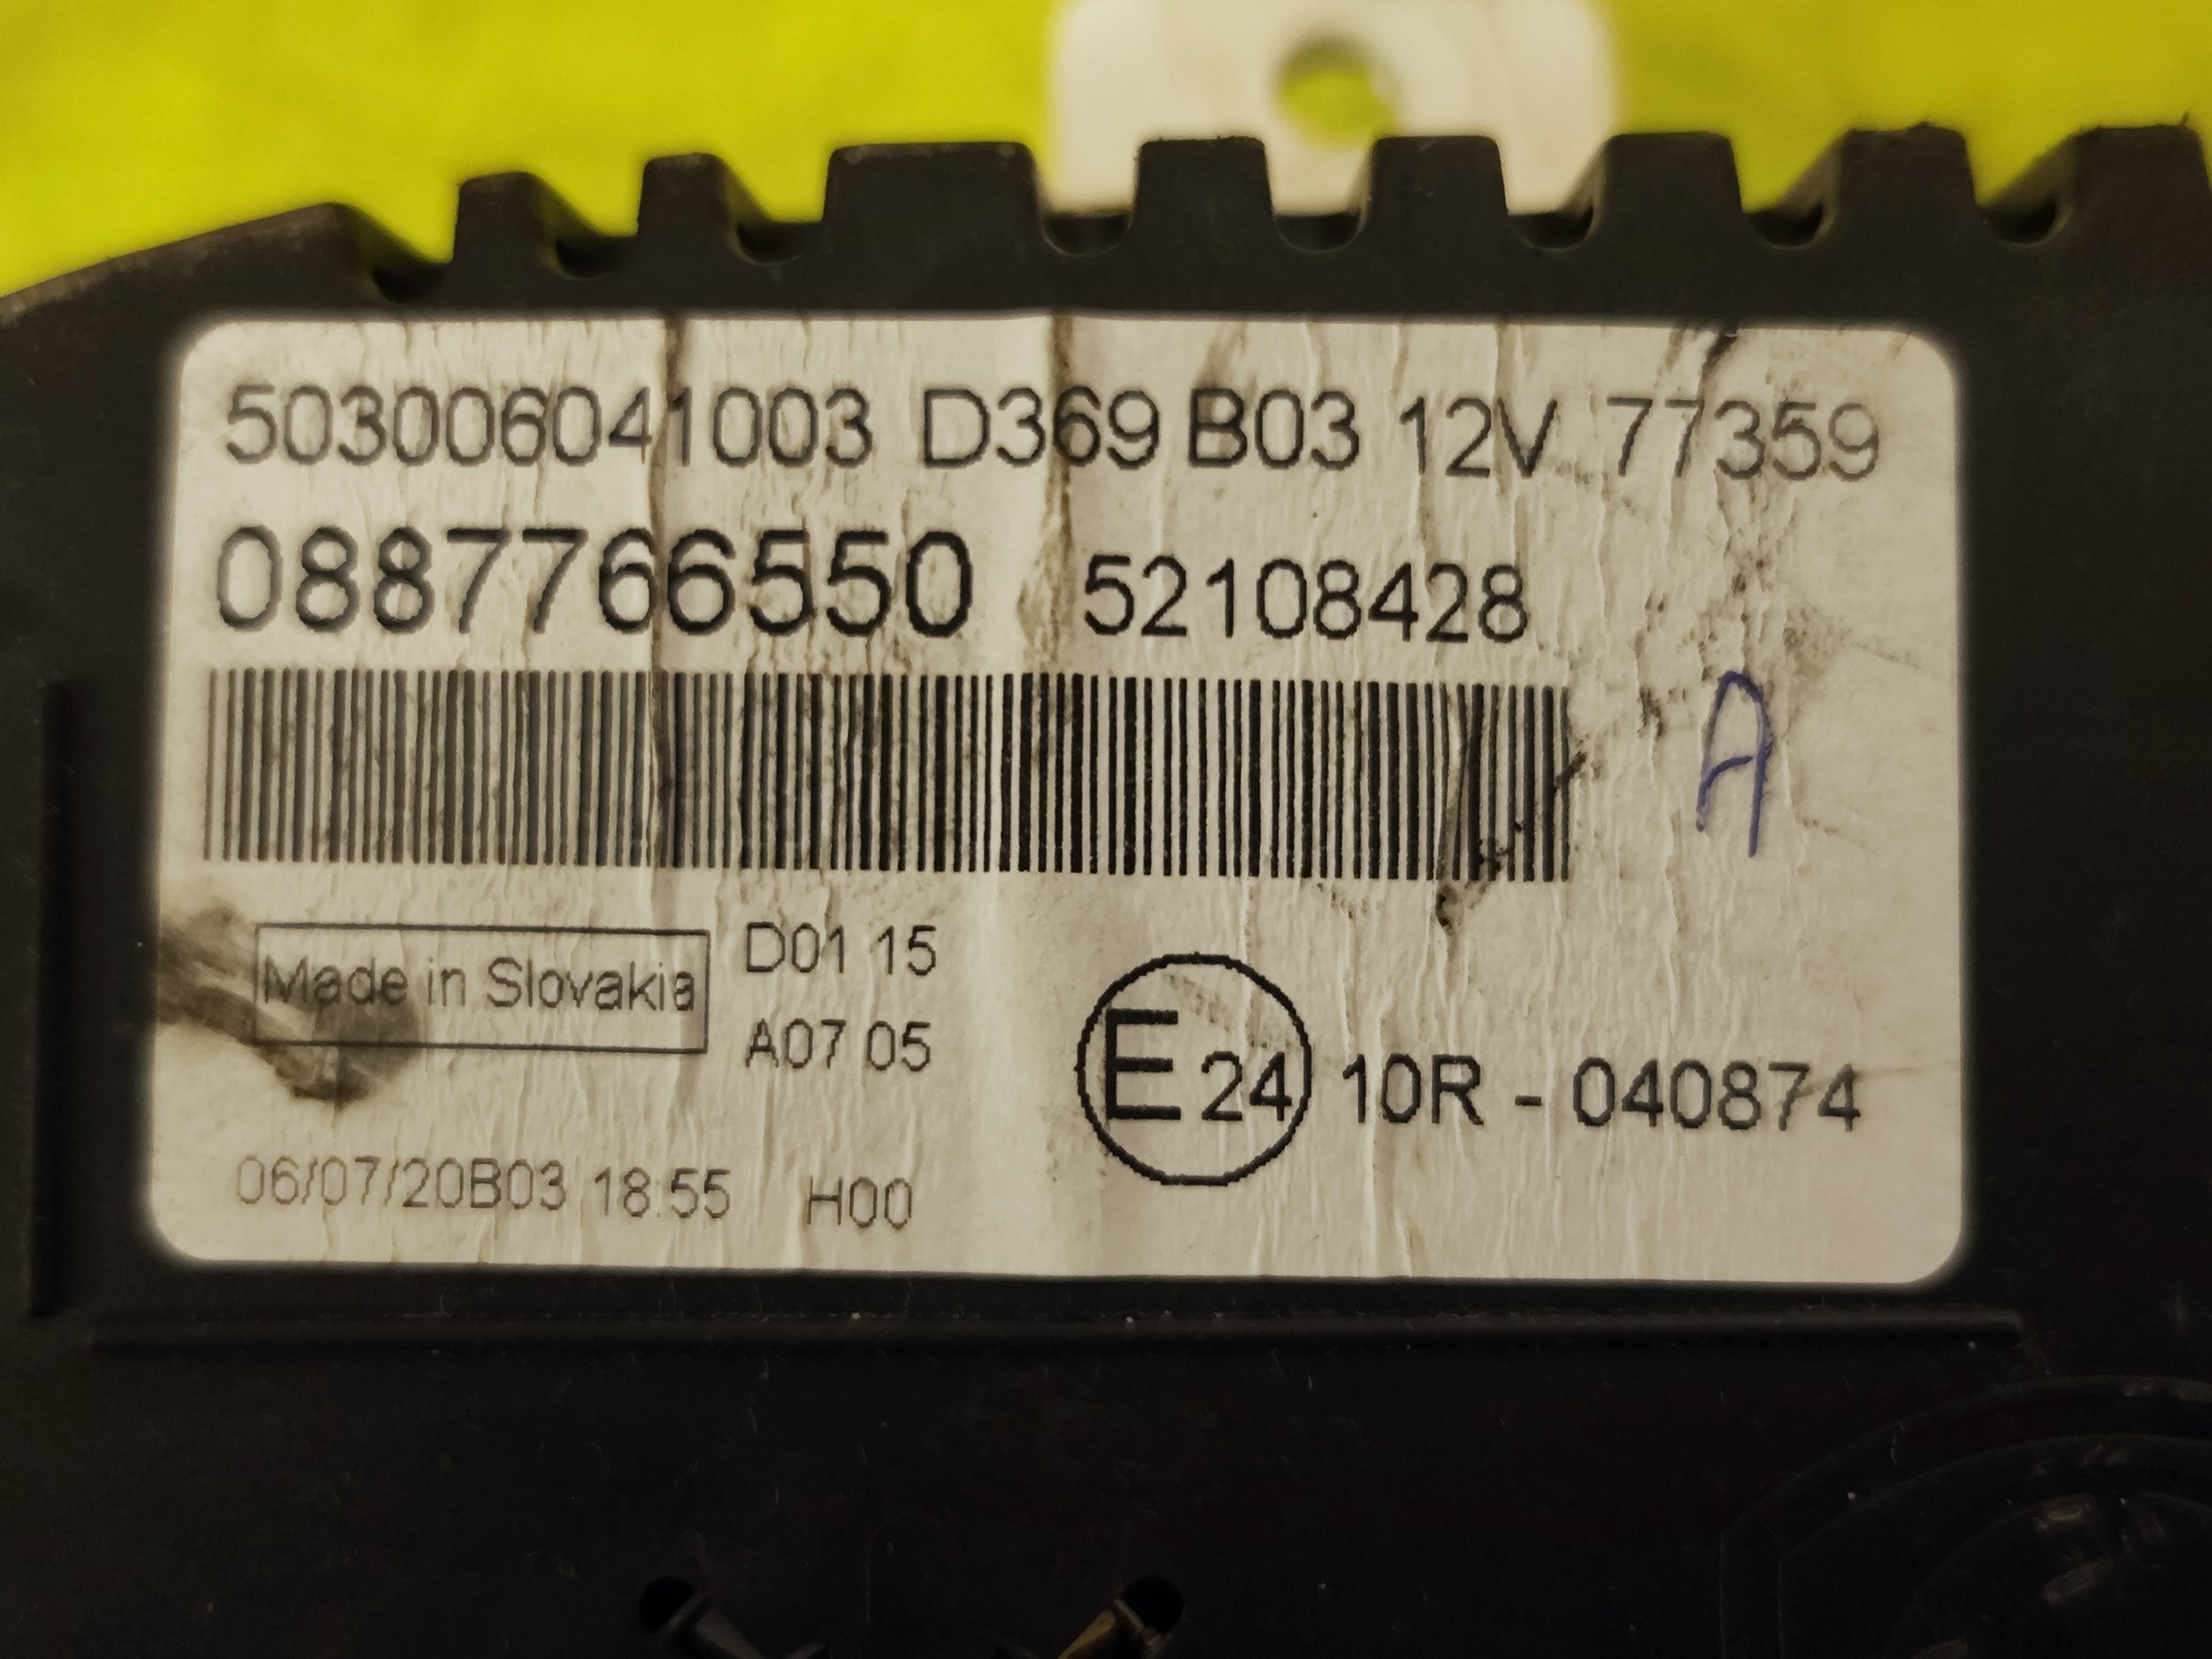 503006041003 D369 B03 12V 77359
0887766550 52108428
A
Made in Slovakia
D01 15
A07 05
E 24 10R - 040874
06/07/20B03 18:55 H00